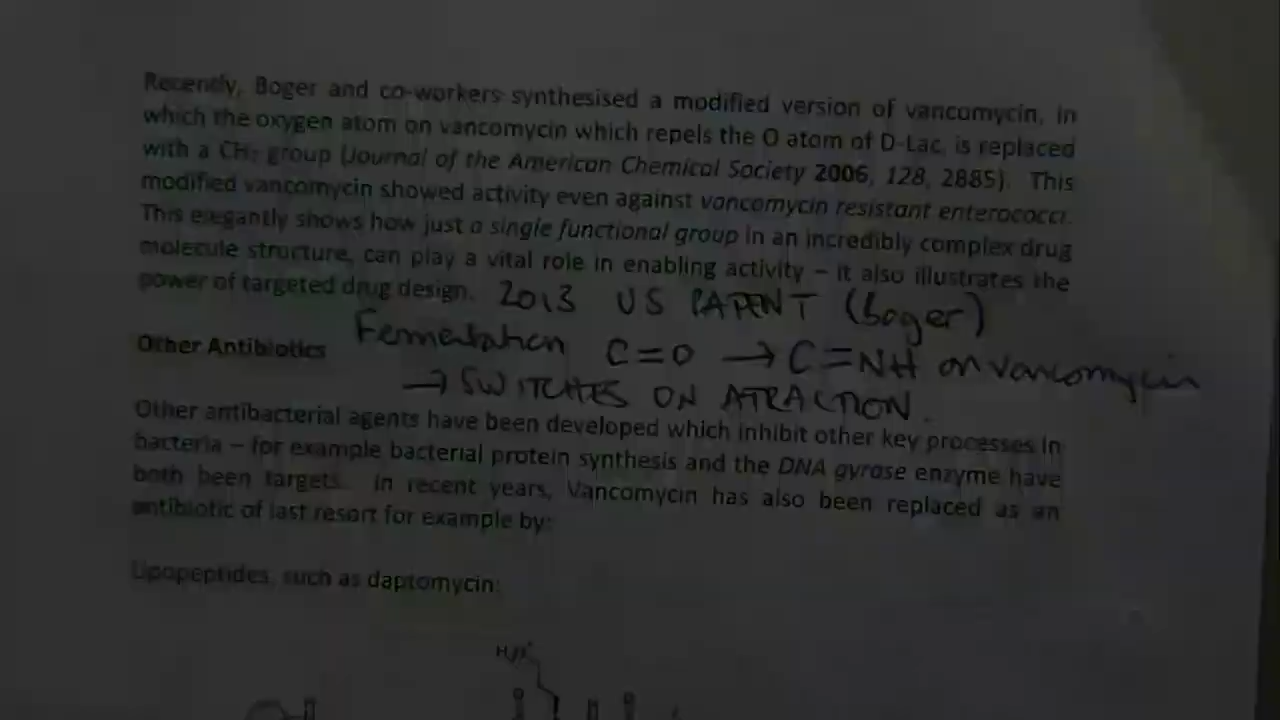 Recently, Boger and co-workers synthesised a modified version of vancomycin, in
which the oxygen atom on vancomycin which repels the O atom of D-Lac, is replaced
with a CH₂ group (Journal of the American Chemical Society 2006, 128, 2885). This
modified vancomycin showed activity even against vancomycin resistant enterococci.
This elegantly shows how just a single functional group in an incredibly complex drug
molecule structure, can play a vital role in enabling activity – it also illustrates the
power of targeted drug design. 2013 US PATENT (Boger)
Other Antibiotics Fermentation C=O → C=NH on vancomycin
→ SWITCHES ON ATRACTION.
Other antibacterial agents have been developed which inhibit other key processes in
bacteria – for example bacterial protein synthesis and the DNA gyrase enzyme have
both been targets. In recent years, Vancomycin has also been replaced as an
antibiotic of last resort for example by:
Lipopeptides, such as daptomycin: